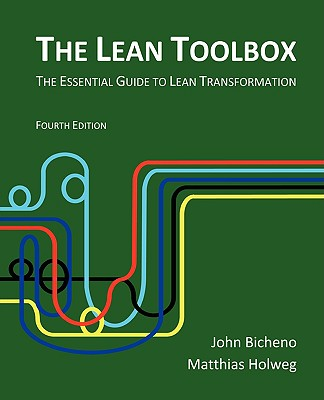 THE LEAN TOOLBOX
THE ESSENTIAL GUIDE TO LEAN TRANSFORMATION
FOURTH EDITION
John Bicheno
Matthias Holweg